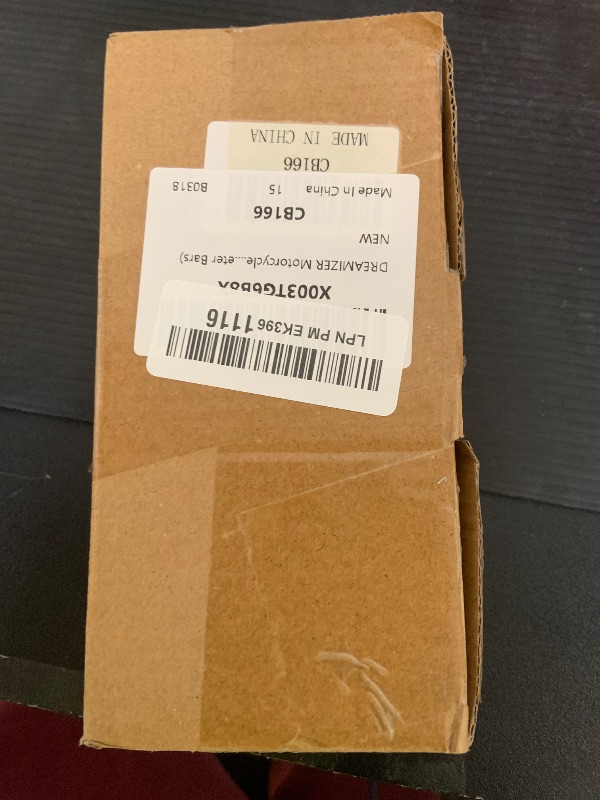 LPN PM EK396 1116
X003TG6B8X
DREAMIZER Motorcycle....eter Bars)
NEW
CB166
Made In China 15 B0318
CB166
MADE IN CHINA